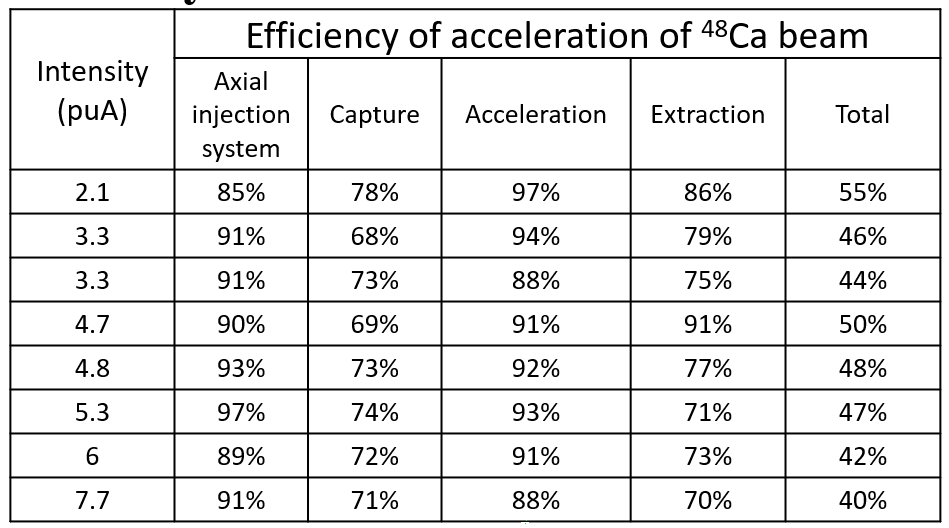 Efficiency of acceleration of ⁴⁸Ca beam
Intensity
(puA)
Axial
injection
system
Capture
Acceleration
Extraction
Total
2.1 85% 78% 97% 86% 55%
3.3 91% 68% 94% 79% 46%
3.3 91% 73% 88% 75% 44%
4.7 90% 69% 91% 91% 50%
4.8 93% 73% 92% 77% 48%
5.3 97% 74% 93% 71% 47%
6 89% 72% 91% 73% 42%
7.7 91% 71% 88% 70% 40%